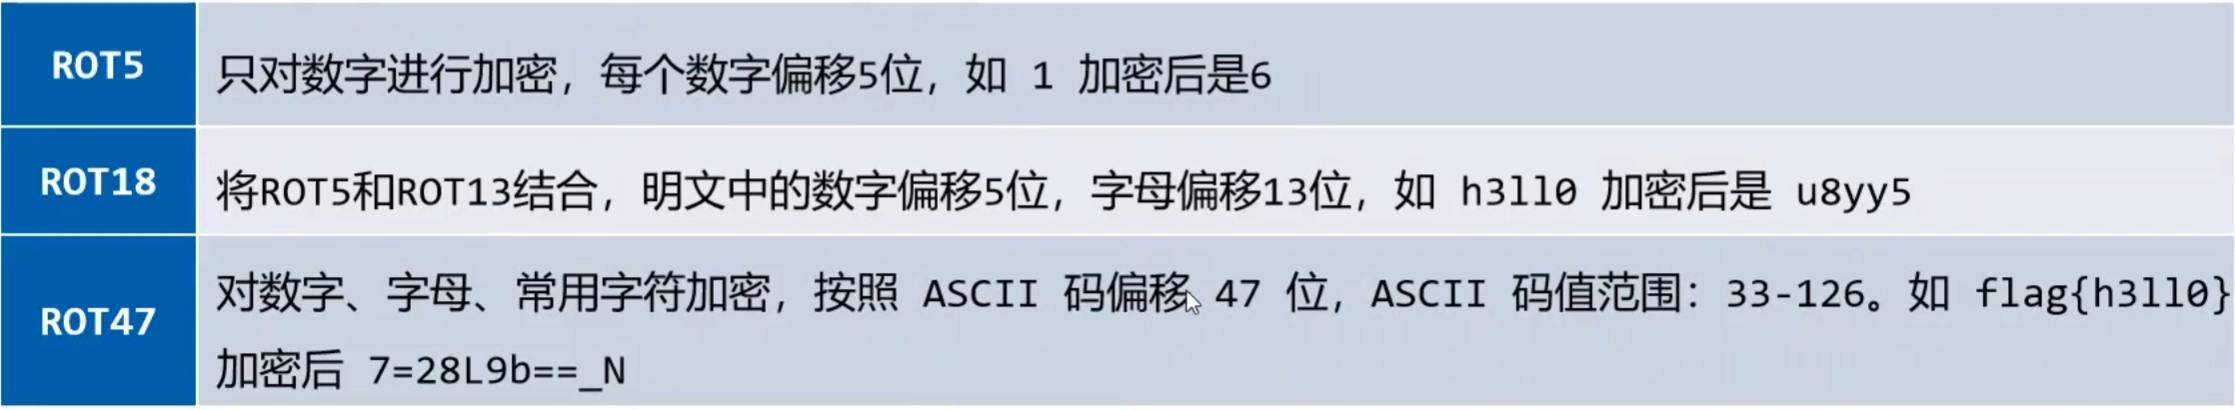 ROT5
只对数字进行加密，每个数字偏移5位，如 1 加密后是6
ROT18
将ROT5和ROT13结合，明文中的数字偏移5位，字母偏移13位，如 h3ll0 加密后是 u8yy5
ROT47
对数字、字母、常用字符加密，按照 ASCII 码偏移 47 位，ASCII 码值范围：33-126。如 flag{h3ll0}
加密后 7=28L9b==_N